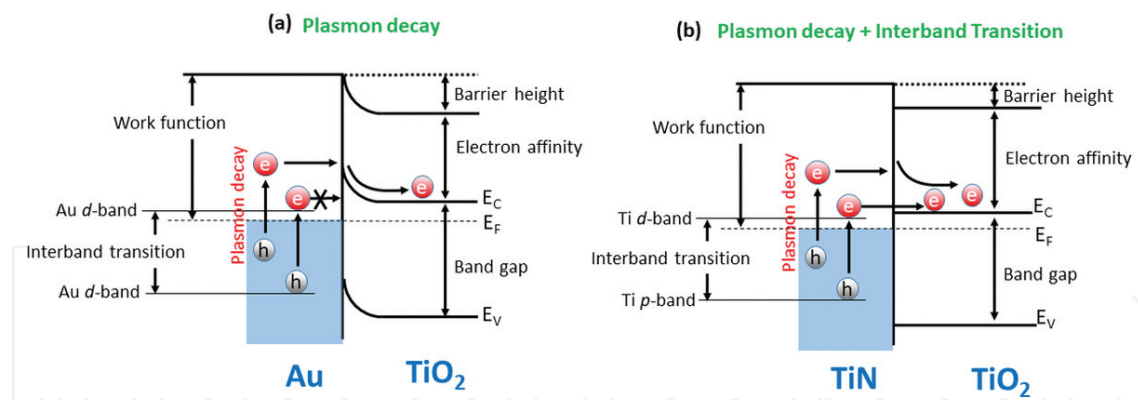 (a) Plasmon decay
Work function
Barrier height
Electron affinity
Plasmon decay
e
e
e
Au d-band
E_C
E_F
Interband transition
h
h
Band gap
Au d-band
E_V
Au
TiO₂
(b) Plasmon decay + Interband Transition
Work function
Barrier height
Electron affinity
Plasmon decay
e
e
e
e
Ti d-band
E_C
E_F
Interband transition
h
h
Band gap
Ti p-band
E_V
TiN
TiO₂